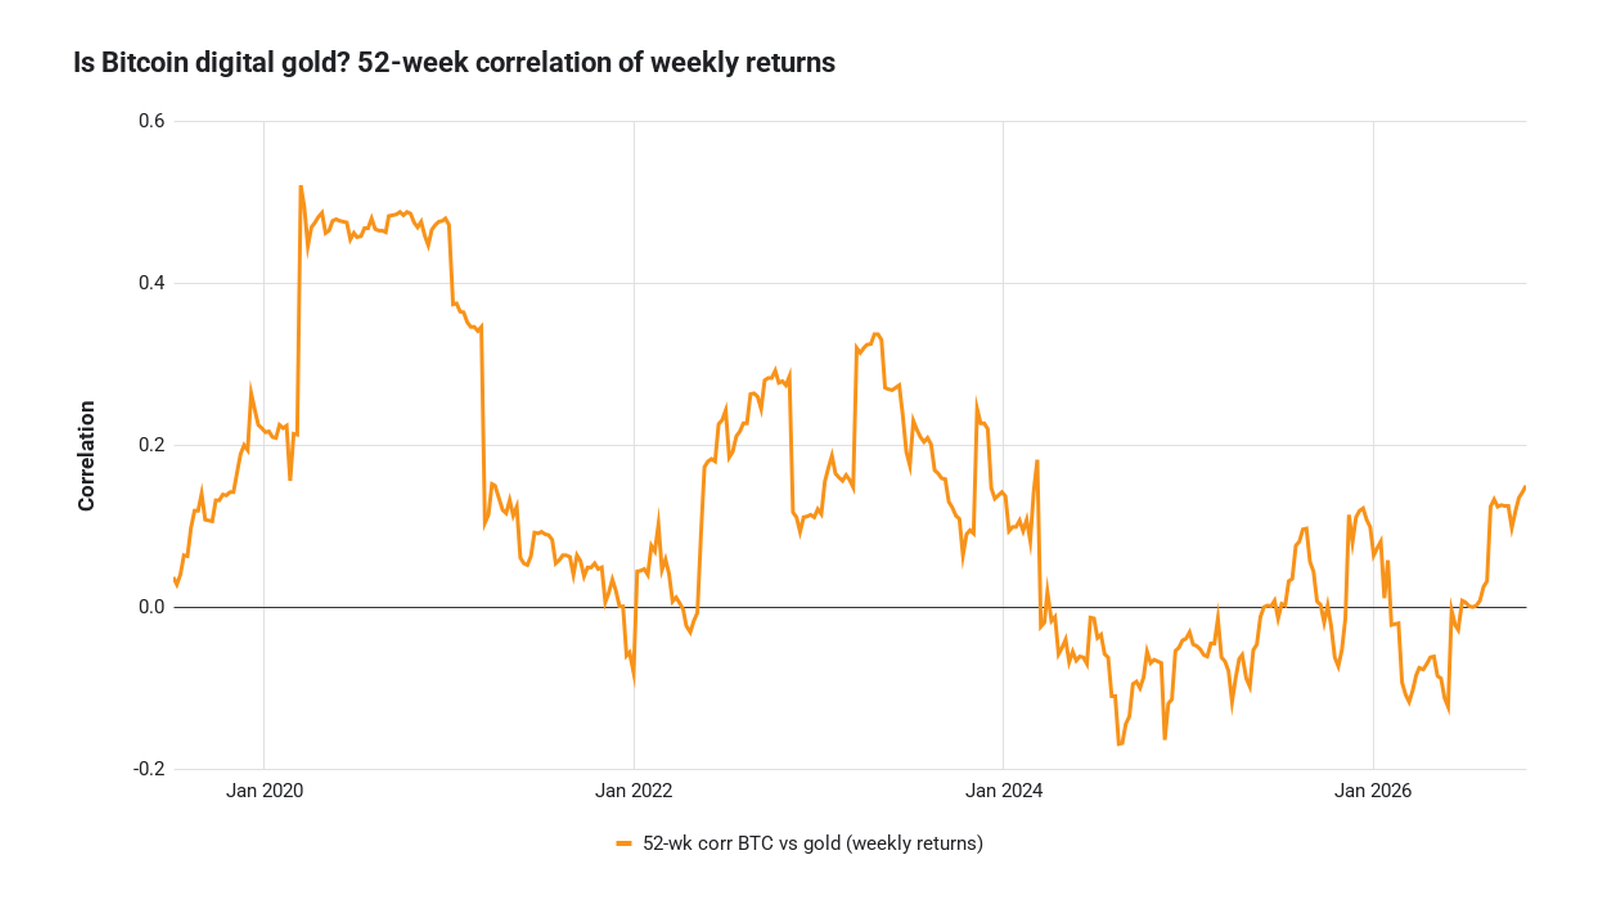 Is Bitcoin digital gold? 52-week correlation of weekly returns
0.6
0.4
0.2
0.0
-0.2
Correlation
Jan 2020
Jan 2022
Jan 2024
Jan 2026
52-wk corr BTC vs gold (weekly returns)